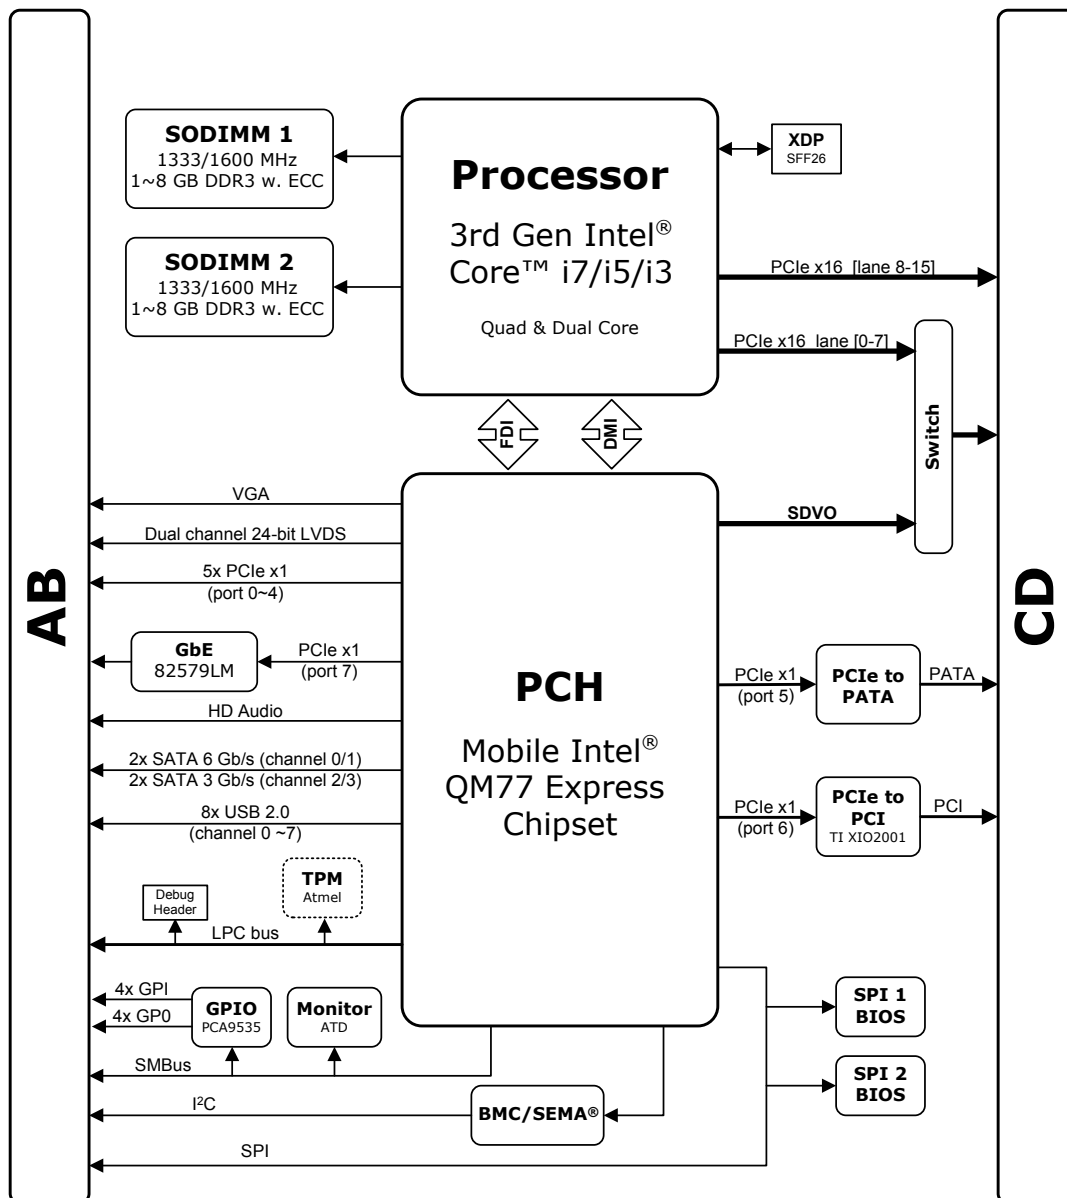 AB
CD
SODIMM 1
1333/1600 MHz
1~8 GB DDR3 w. ECC
SODIMM 2
1333/1600 MHz
1~8 GB DDR3 w. ECC
Processor
3rd Gen Intel®
Core™ i7/i5/i3
Quad & Dual Core
XDP
SFF26
PCIe x16 [lane 8-15]
PCIe x16 lane [0-7]
Switch
FDI
DMI
SDVO
VGA
Dual channel 24-bit LVDS
5x PCIe x1
(port 0~4)
GbE
82579LM
PCIe x1
(port 7)
HD Audio
2x SATA 6 Gb/s (channel 0/1)
2x SATA 3 Gb/s (channel 2/3)
8x USB 2.0
(channel 0 ~7)
PCH
Mobile Intel®
QM77 Express
Chipset
PCIe x1
(port 5)
PCIe to
PATA
PATA
PCIe x1
(port 6)
PCIe to
PCI
TI XIO2001
PCI
Debug
Header
TPM
Atmel
LPC bus
4x GPI
4x GP0
GPIO
PCA9535
Monitor
ATD
SMBus
I²C
BMC/SEMA®
SPI
SPI 1
BIOS
SPI 2
BIOS